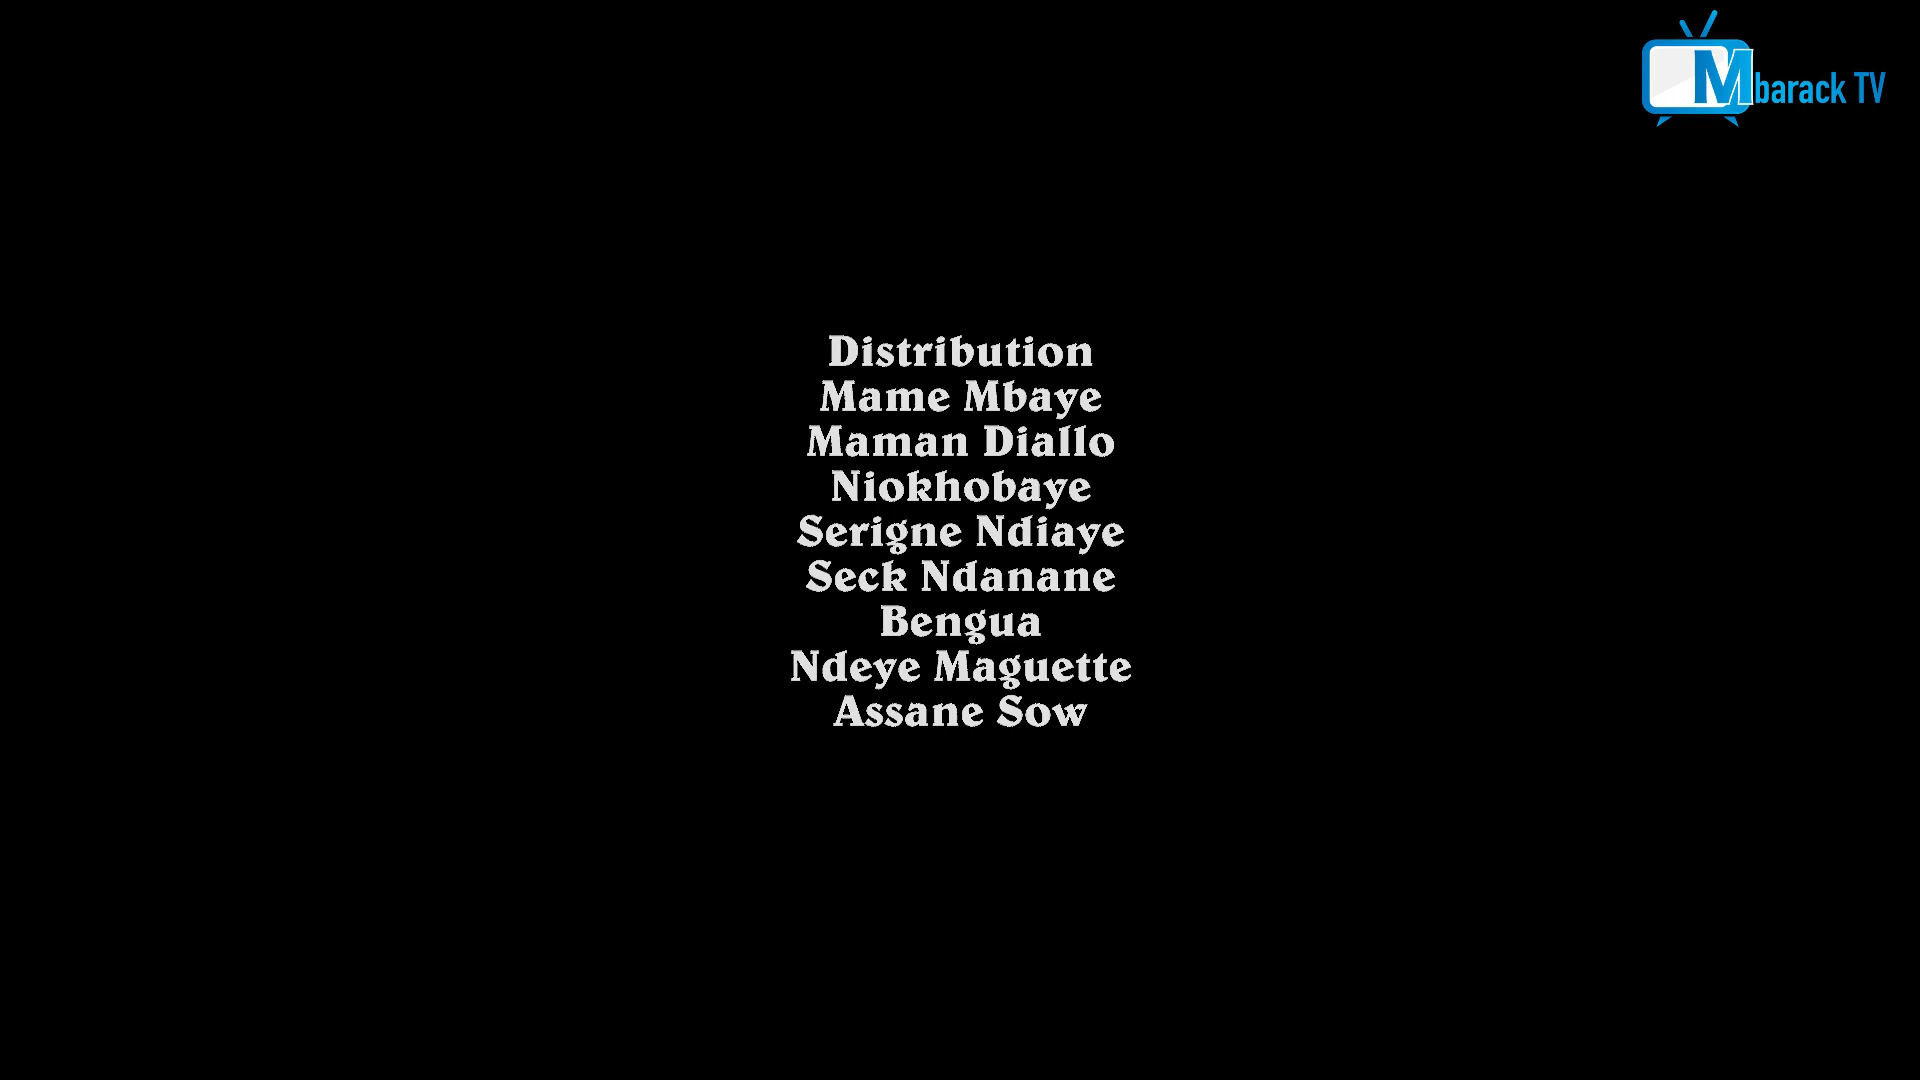 Mbarack TV
Distribution
Mame Mbaye
Maman Diallo
Niokhobaye
Serigne Ndiaye
Seck Ndanane
Bengua
Ndeye Maguette
Assane Sow